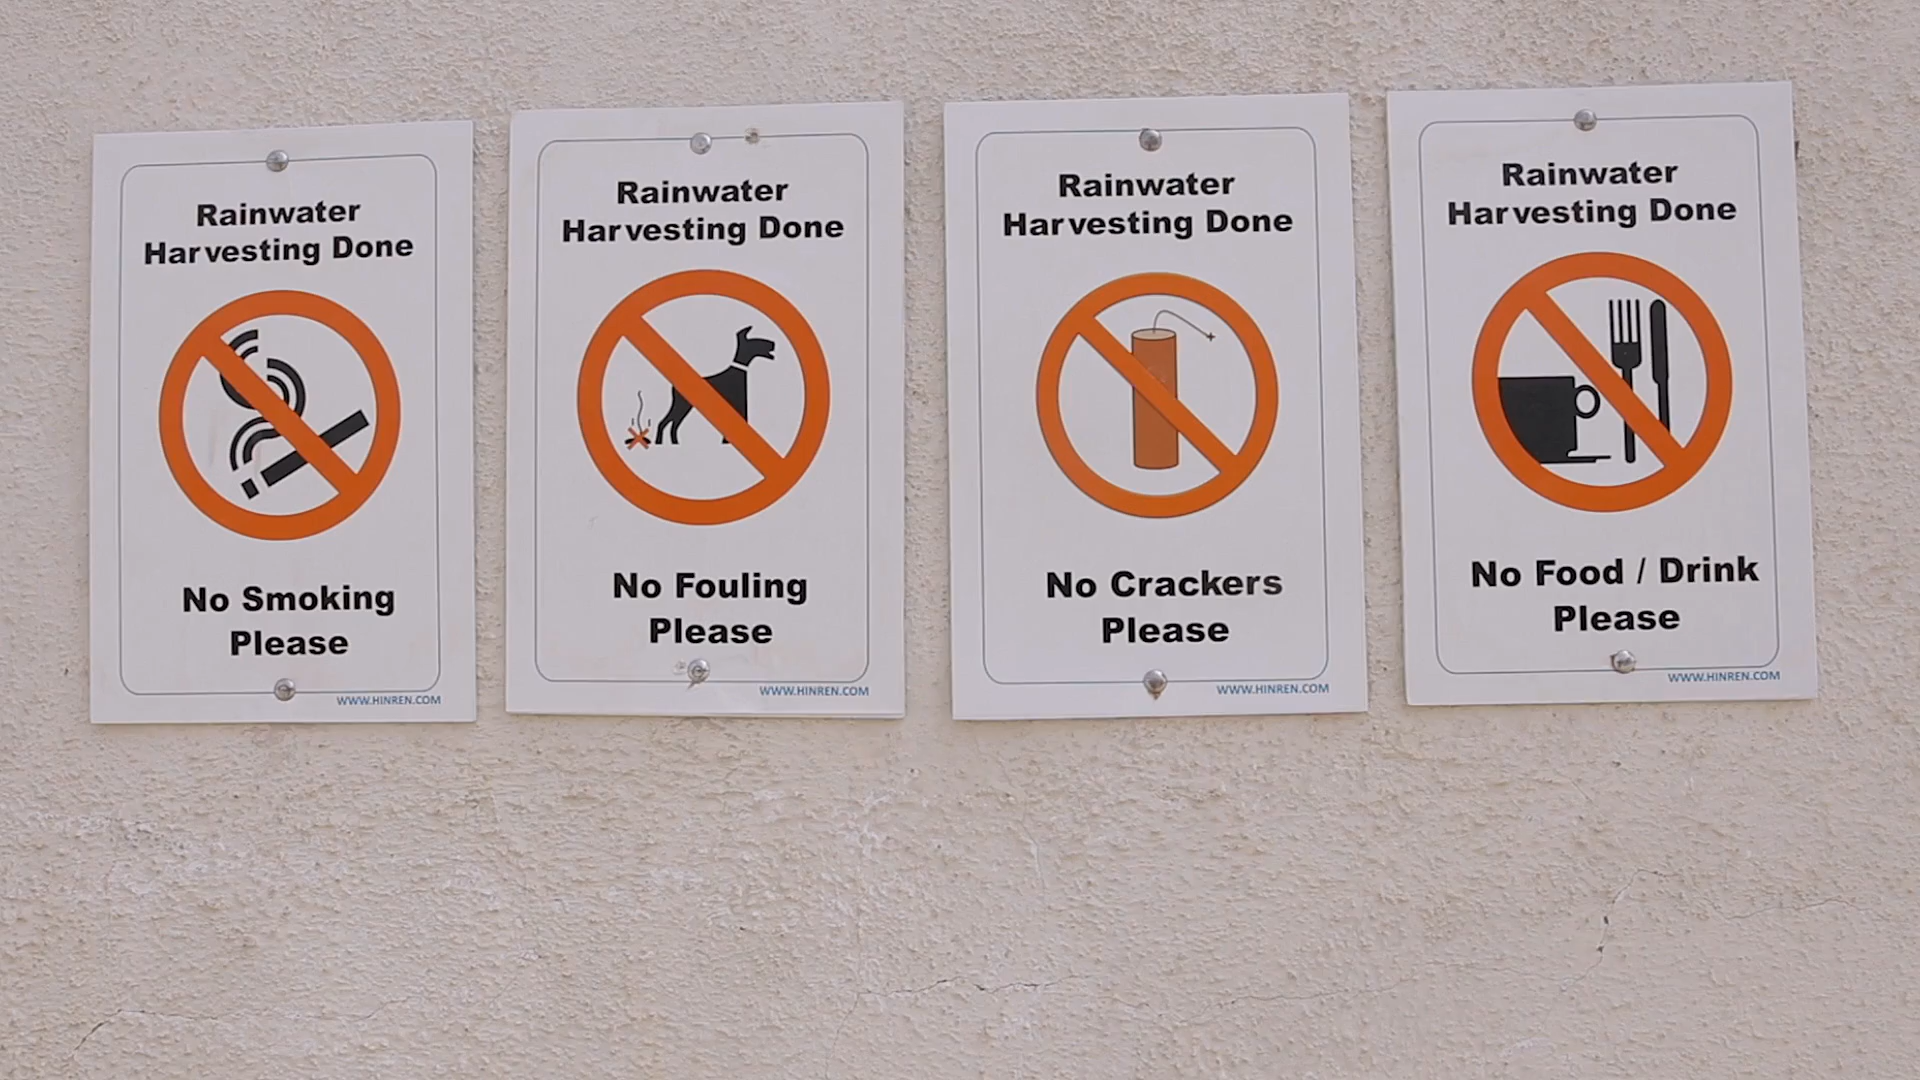 Rainwater
Harvesting Done
No Smoking
Please
WWW.HINREN.COM
Rainwater
Harvesting Done
No Fouling
Please
WWW.HINREN.COM
Rainwater
Harvesting Done
No Crackers
Please
WWW.HINREN.COM
Rainwater
Harvesting Done
No Food / Drink
Please
WWW.HINREN.COM